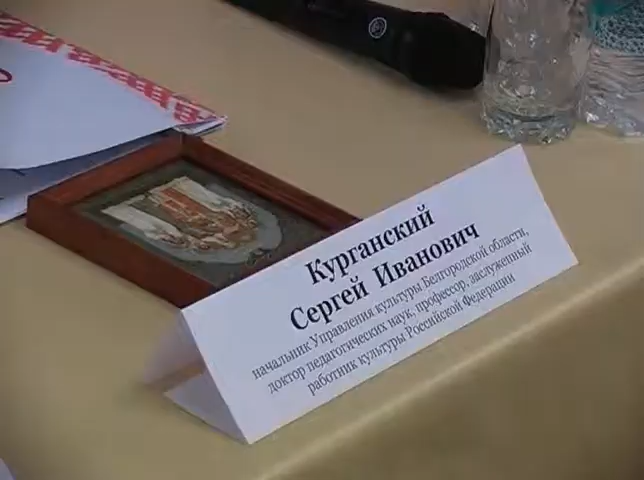 Курганский
Сергей Иванович
начальник Управления культуры Белгородской области,
доктор педагогических наук, профессор, заслуженный
работник культуры Российской Федерации